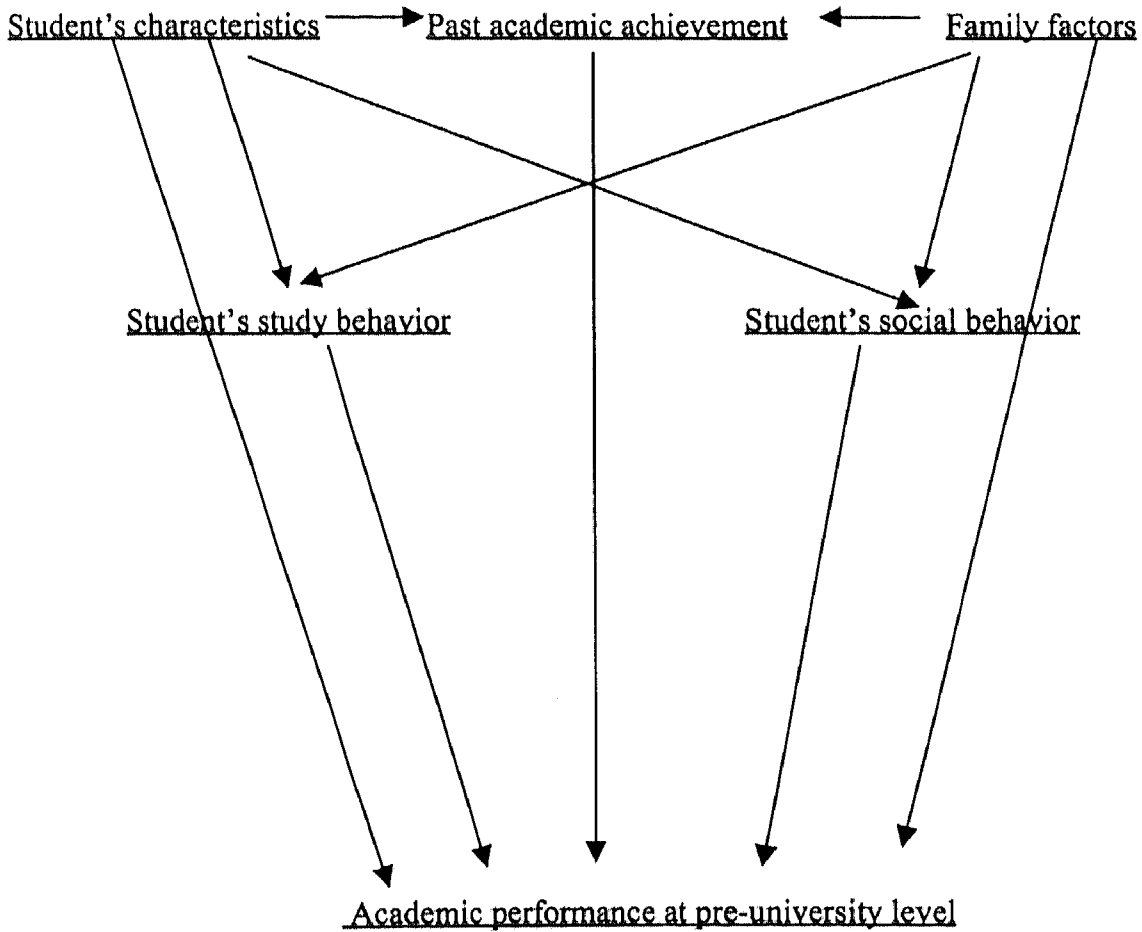 Student's characteristics Past academic achievement Family factors
Student's study behavior Student's social behavior
Academic performance at pre-university level